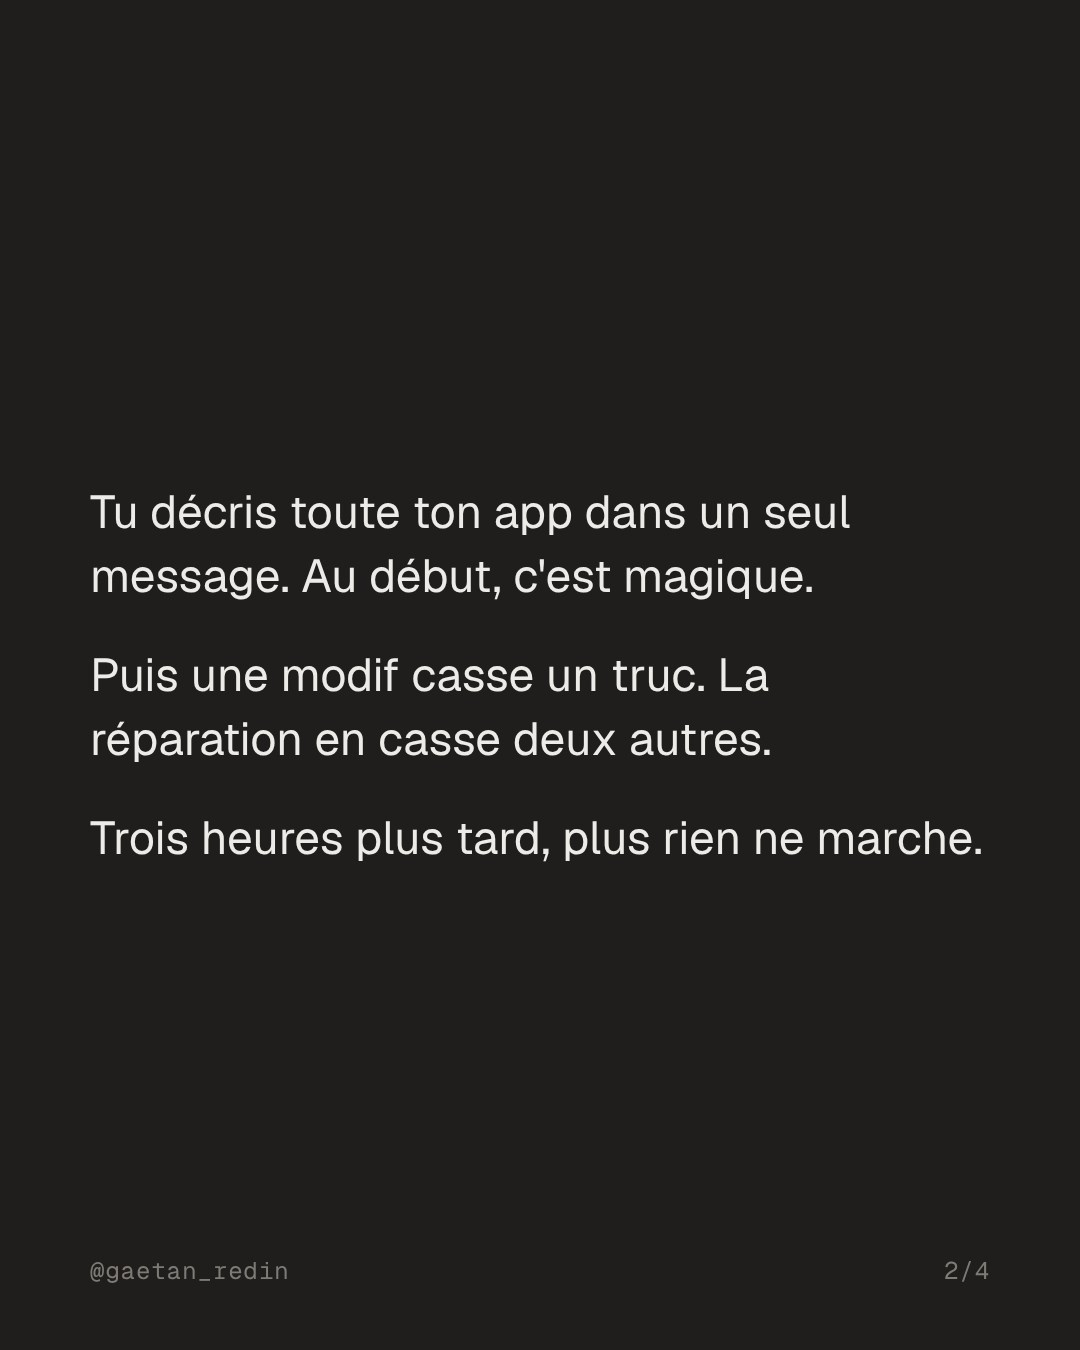 Tu décris toute ton app dans un seul
message. Au début, c'est magique.
Puis une modif casse un truc. La
réparation en casse deux autres.
Trois heures plus tard, plus rien ne marche.
@gaetan_redin
2/4